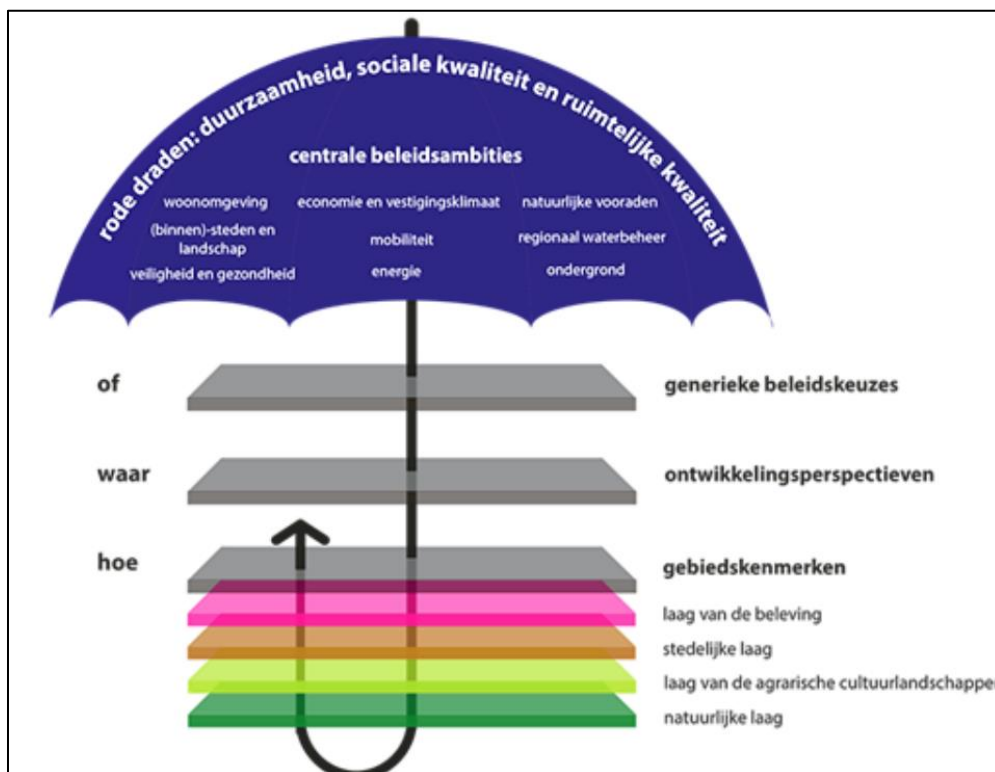 rode draden: duurzaamheid, sociale kwaliteit en ruimtelijke kwaliteit
centrale beleidsambities
woonomgeving
(binnen)-steden en
landschap
veiligheid en gezondheid
economie en vestigingsklimaat
mobiliteit
energie
natuurlijke vooraden
regionaal waterbeheer
ondergrond
of
generieke beleidskeuzes
waar
ontwikkelingsperspectieven
hoe
gebiedskenmerken
laag van de beleving
stedelijke laag
laag van de agrarische cultuurlandschappen
natuurlijke laag